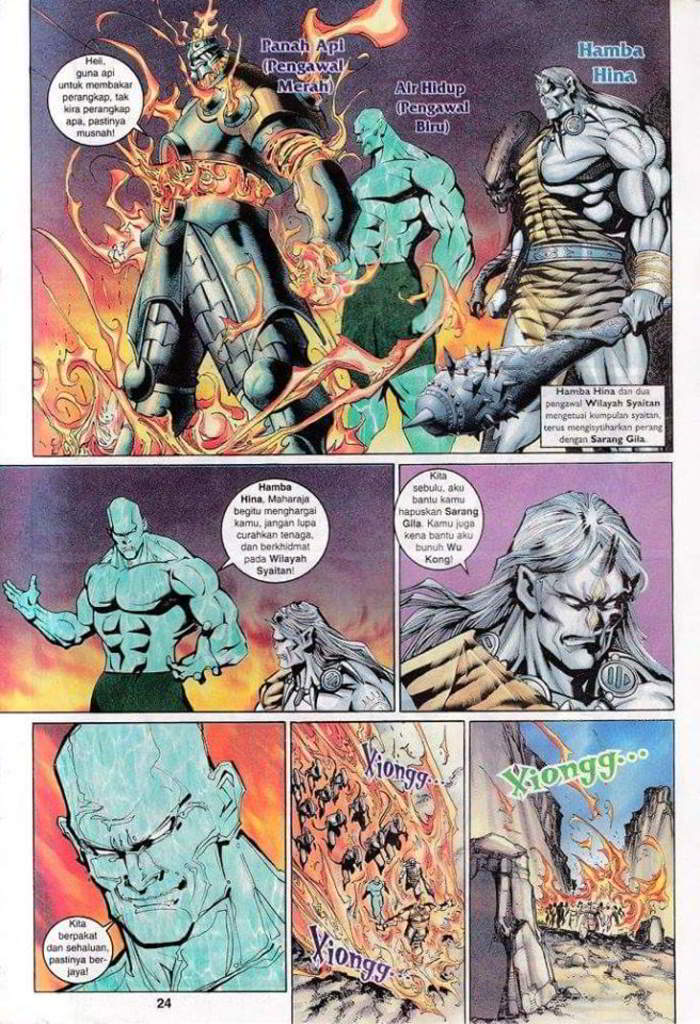 Heii,
guna api
untuk membakar
perangkap, tak
kira perangkap
apa, pastinya
musnah!
Panah Api
(Pengawal
Merah)
Air Hidup
(Pengawal
Biru)
Hamba
Hina
Hamba Hina dan dua
pengawal Wilayah Syaitan
mengetuai kumpulan syaitan,
terus mengisytiharkan perang
dengan Sarang Gila.
Hamba
Hina, Maharaja
begitu menghargai
kamu, jangan lupa
curahkan tenaga,
dan berkhidmat
pada Wilayah
Syaitan!
Kita
sebulu, aku
bantu kamu
hapuskan Sarang
Gila. Kamu juga
kena bantu aku
bunuh Wu
Kong!
Kita
berpakat
dan sehaluan,
pastinya ber-
jaya!
Xiongg...
Xiongg...
Xiongg...
24